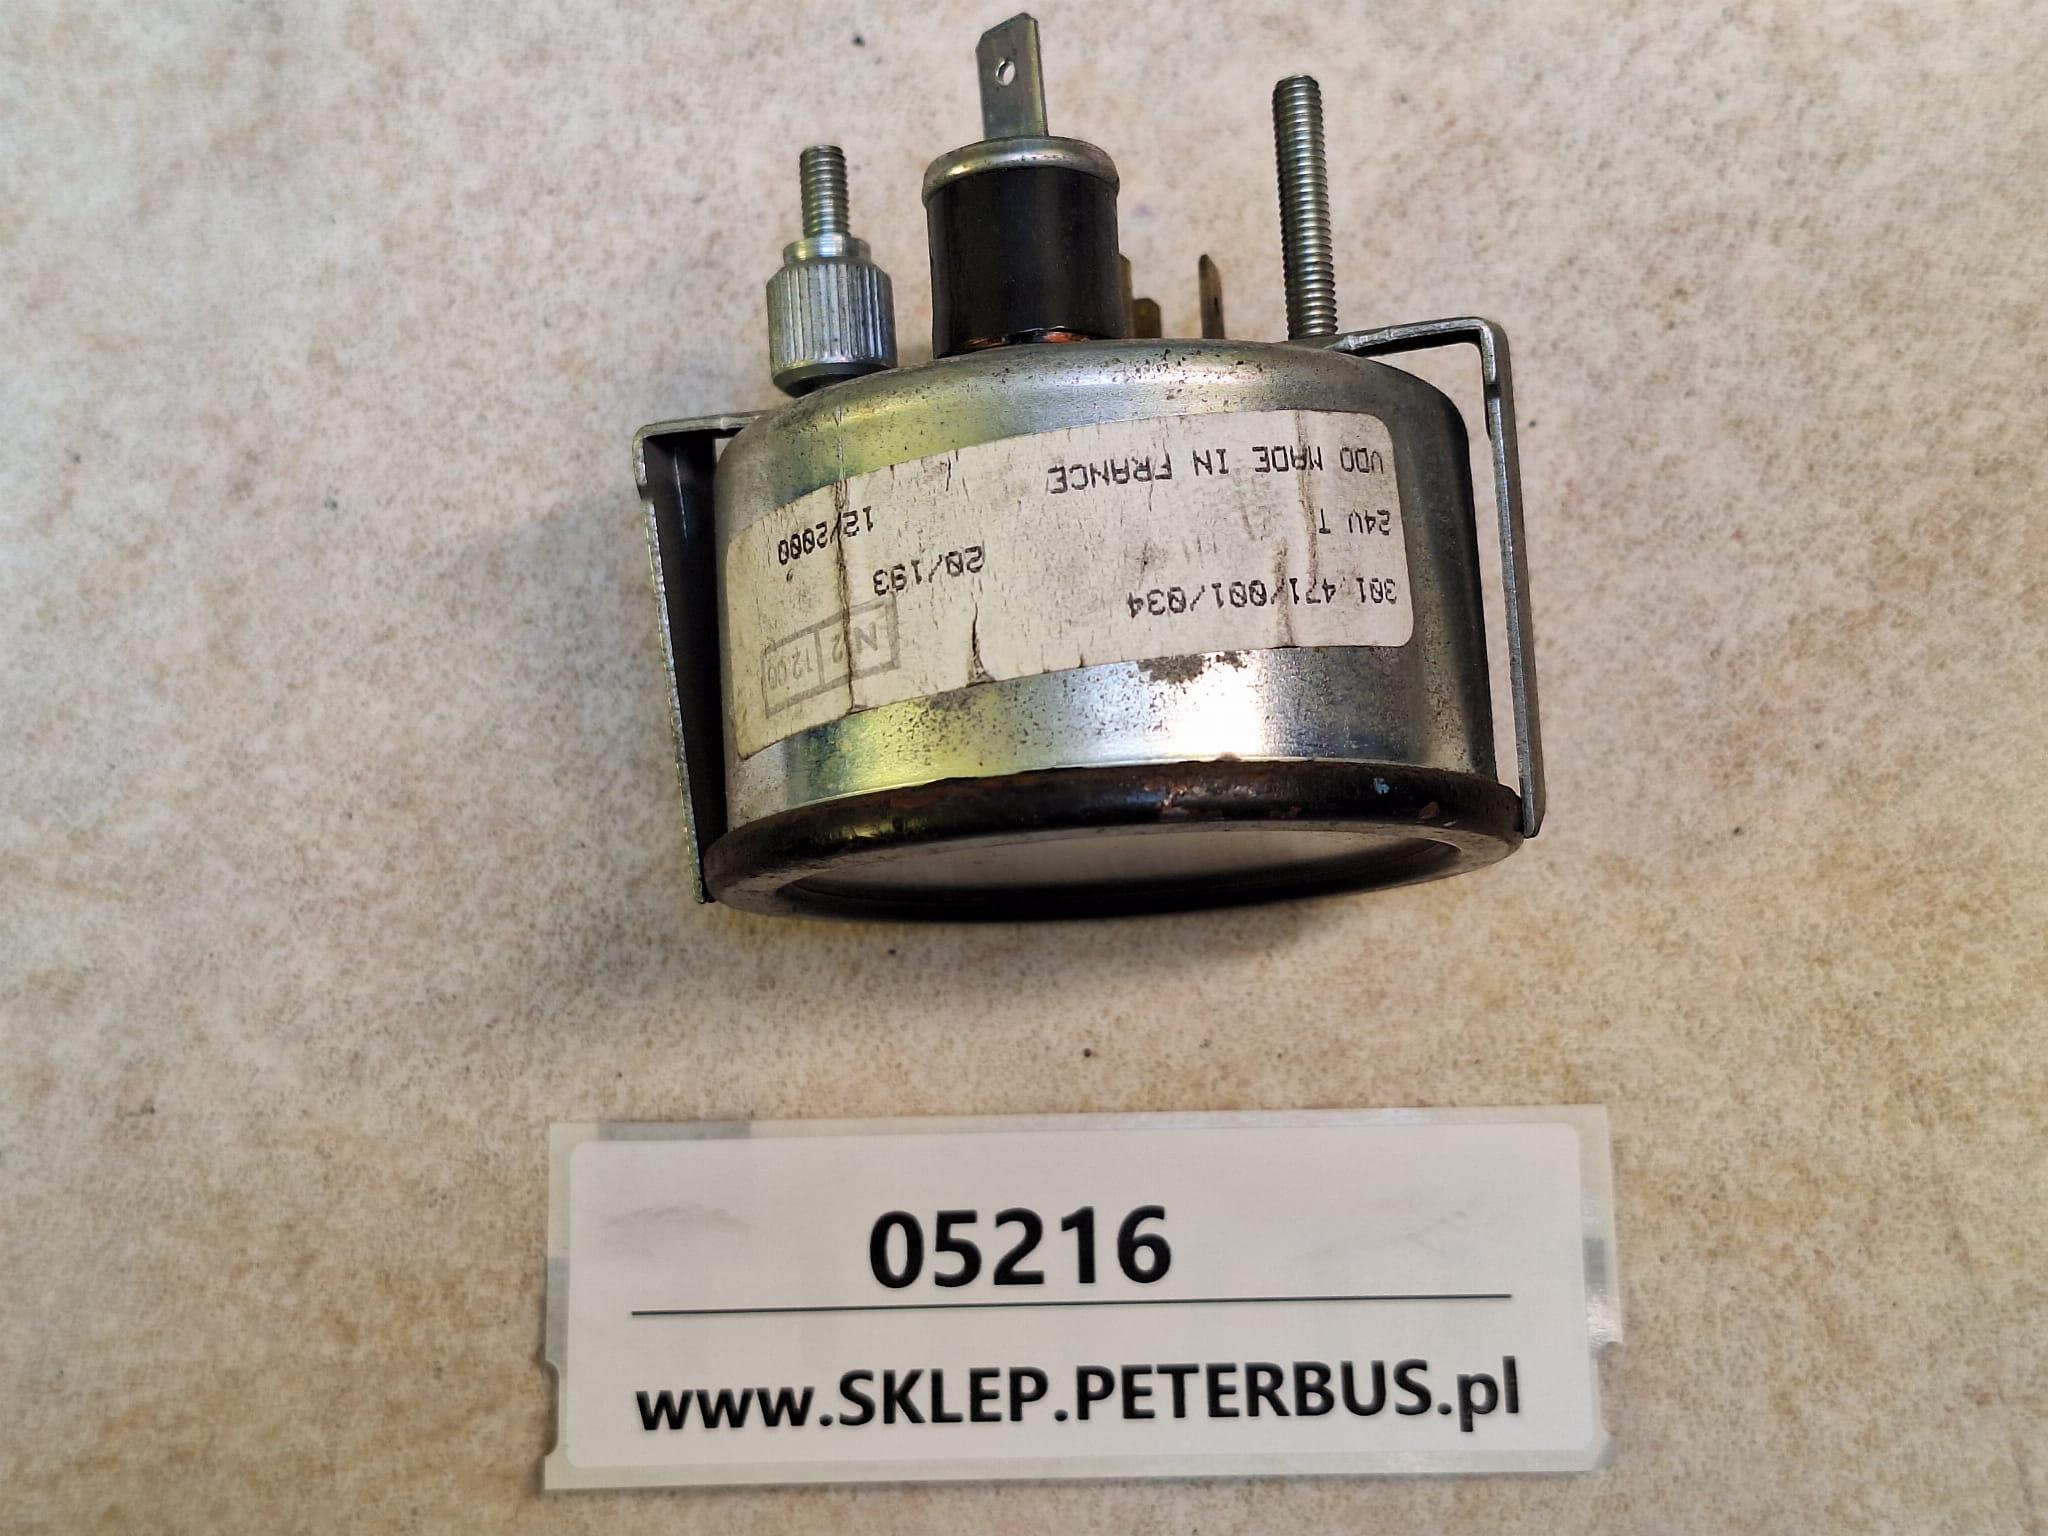 301/471/001/034
24V T
VDO MADE IN FRANCE
20/193
12/2000
N 2 12 00
05216
www.SKLEP.PETERBUS.pl